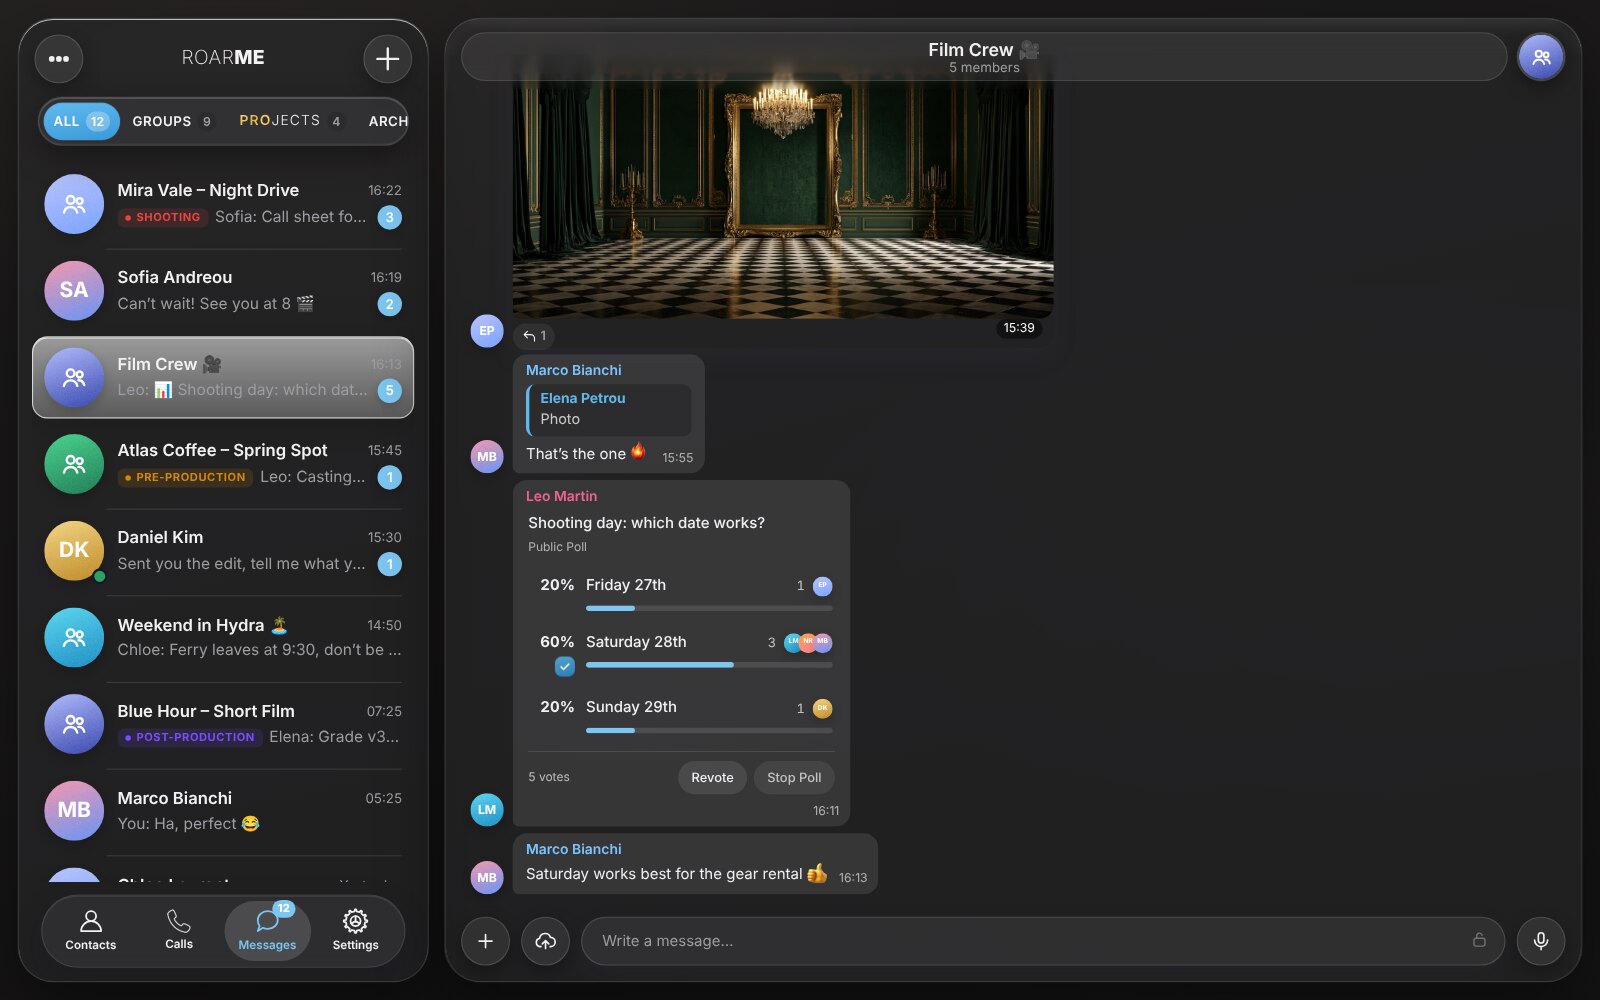 ROARME
ALL 12 GROUPS 9 PROJECTS 4 ARCH
Mira Vale – Night Drive 16:22
SHOOTING Sofia: Call sheet fo... 3
SA Sofia Andreou 16:19
Can't wait! See you at 8 🎬 2
Film Crew 🎥 16:13
Leo: 📊 Shooting day: which dat... 5
Atlas Coffee – Spring Spot 15:45
PRE-PRODUCTION Leo: Casting... 1
DK Daniel Kim 15:30
Sent you the edit, tell me what y... 1
Weekend in Hydra 🏝️ 14:50
Chloe: Ferry leaves at 9:30, don't be ...
Blue Hour – Short Film 07:25
POST-PRODUCTION Elena: Grade v3...
MB Marco Bianchi 05:25
You: Ha, perfect 😂
12
Contacts Calls Messages Settings
Film Crew 🎥
5 members
15:39
EP 1
Marco Bianchi
Elena Petrou
Photo
MB That's the one 🔥 15:55
Leo Martin
Shooting day: which date works?
Public Poll
20% Friday 27th 1 EP
60% Saturday 28th 3 LM NR MB
20% Sunday 29th 1 DK
5 votes Revote Stop Poll
LM 16:11
Marco Bianchi
MB Saturday works best for the gear rental 👍 16:13
Write a message...